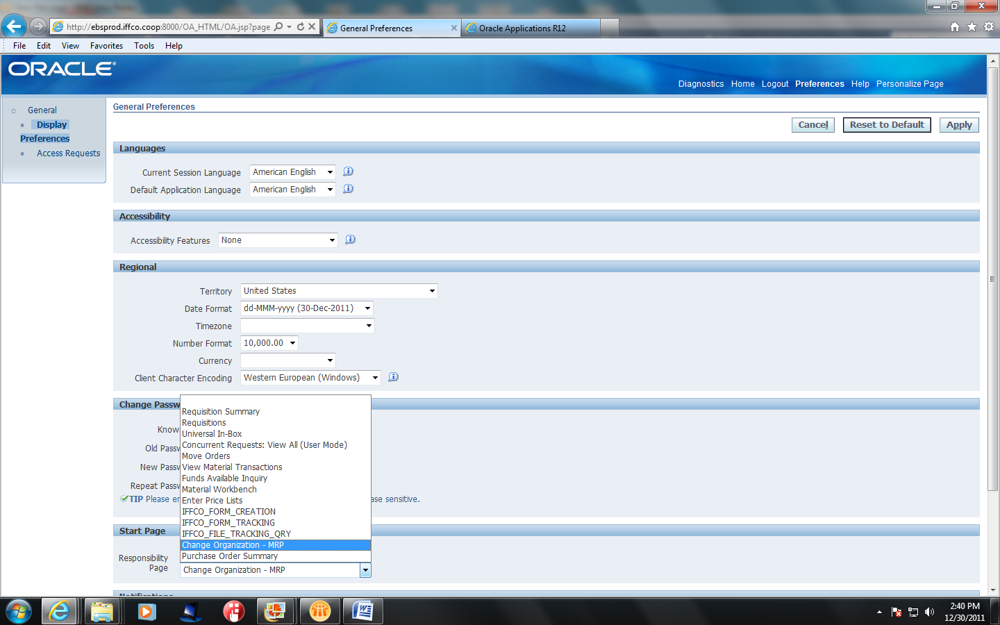 http://ebsprod.iffco.coop:8000/OA_HTML/OA.jsp?page
General Preferences
Oracle Applications R12
File Edit View Favorites Tools Help
ORACLE®
Diagnostics Home Logout Preferences Help Personalize Page
General
Display
Preferences
Access Requests
General Preferences
Cancel Reset to Default Apply
Languages
Current Session Language American English
Default Application Language American English
Accessibility
Accessibility Features None
Regional
Territory United States
Date Format dd-MMM-yyyy (30-Dec-2011)
Timezone
Number Format 10,000.00
Currency
Client Character Encoding Western European (Windows)
Change Passw
Know
Old Passw
New Passw
Repeat Passw
TIP Please en
ase sensitive.
Requisition Summary
Requisitions
Universal In-Box
Concurrent Requests: View All (User Mode)
Move Orders
View Material Transactions
Funds Available Inquiry
Material Workbench
Enter Price Lists
IFFCO_FORM_CREATION
IFFCO_FORM_TRACKING
IFFCO_FILE_TRACKING_QRY
Change Organization - MRP
Purchase Order Summary
Start Page
Responsibility
Page
Change Organization - MRP
Notifications
2:40 PM
12/30/2011